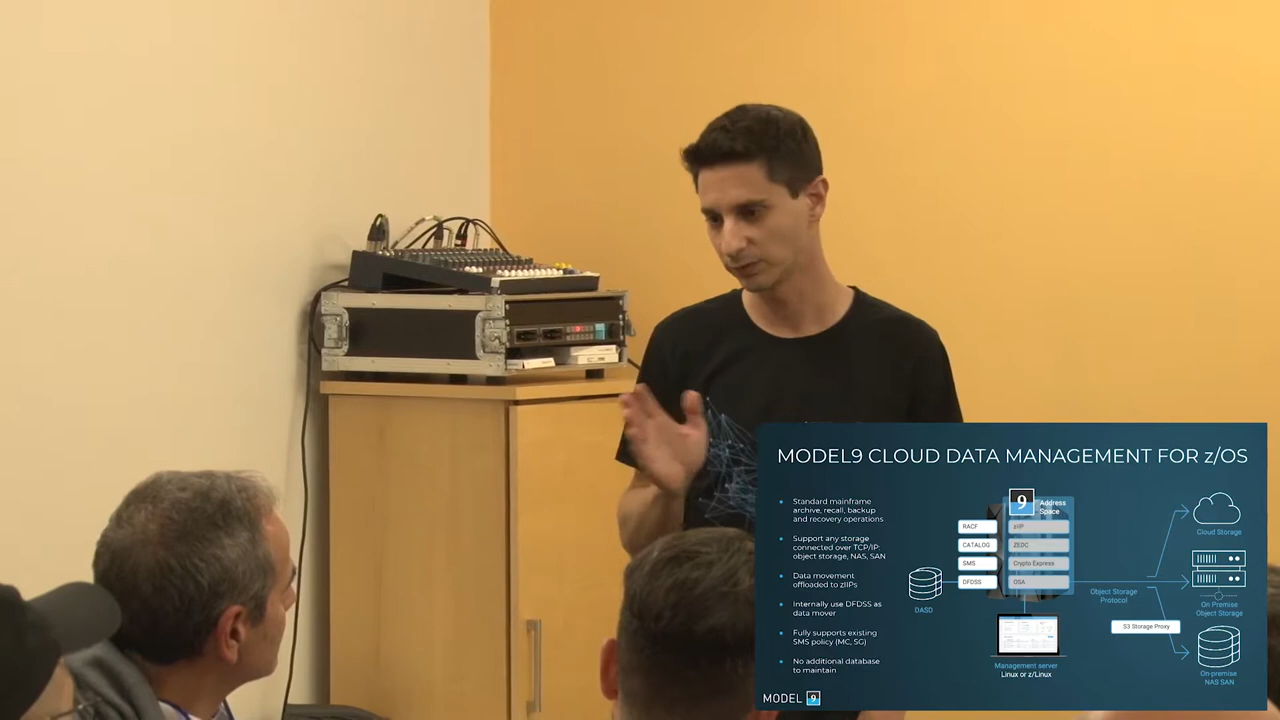 MODEL9 CLOUD DATA MANAGEMENT FOR z/OS
Standard mainframe
archive, recall, backup
and recovery operations
Support any storage
connected over TCP/IP:
object storage, NAS, SAN
Data movement
offloaded to zIIPs
Internally use DFDSS as
data mover
Fully supports existing
SMS policy (MC, SG)
No additional database
to maintain
9
Address
Space
RACF
zIIP
CATALOG
ZEDC
SMS
Crypto Express
DFDSS
OSA
DASD
Management server
Linux or z/Linux
Object Storage
Protocol
S3 Storage Proxy
Cloud Storage
On Premise
Object Storage
On-premise
NAS SAN
MODEL 9